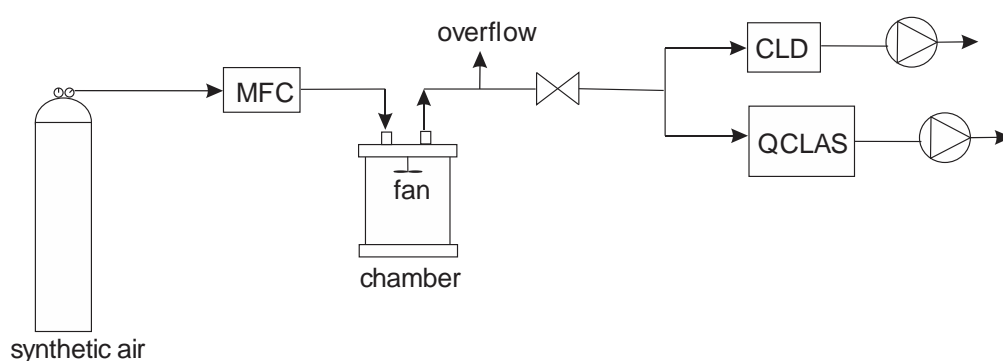 overflow
CLD
MFC
QCLAS
fan
chamber
synthetic air